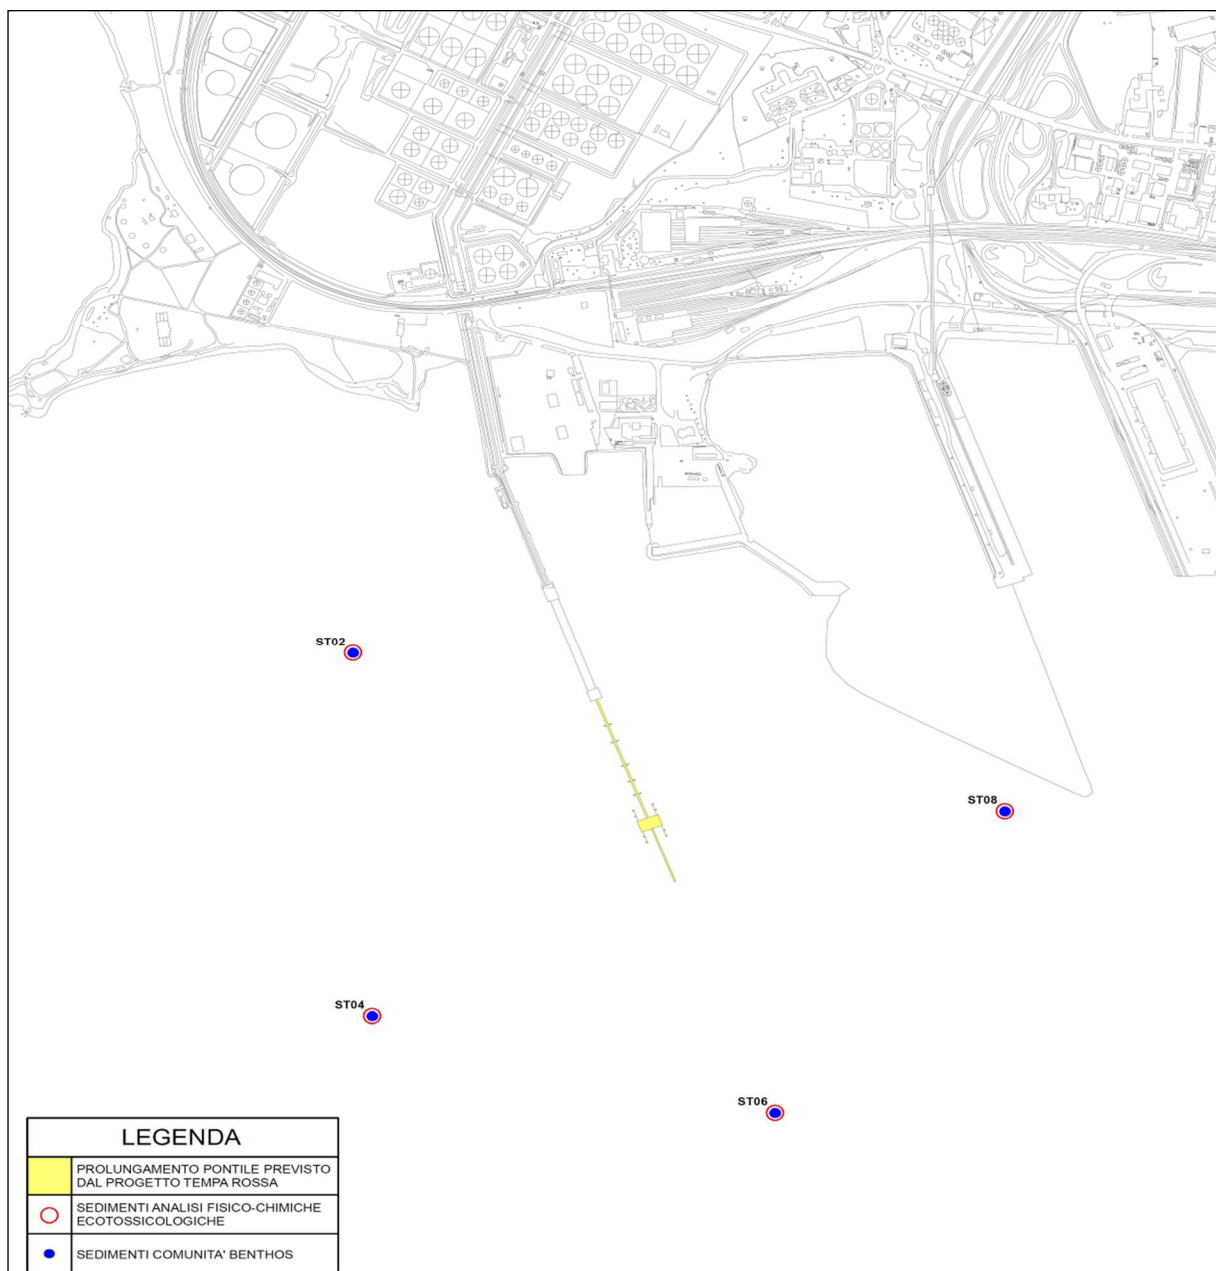 ST02
ST08
ST04
ST06
LEGENDA
PROLUNGAMENTO PONTILE PREVISTO
DAL PROGETTO TEMPA ROSSA
SEDIMENTI ANALISI FISICO-CHIMICHE
ECOTOSSICOLOGICHE
SEDIMENTI COMUNITA' BENTHOS